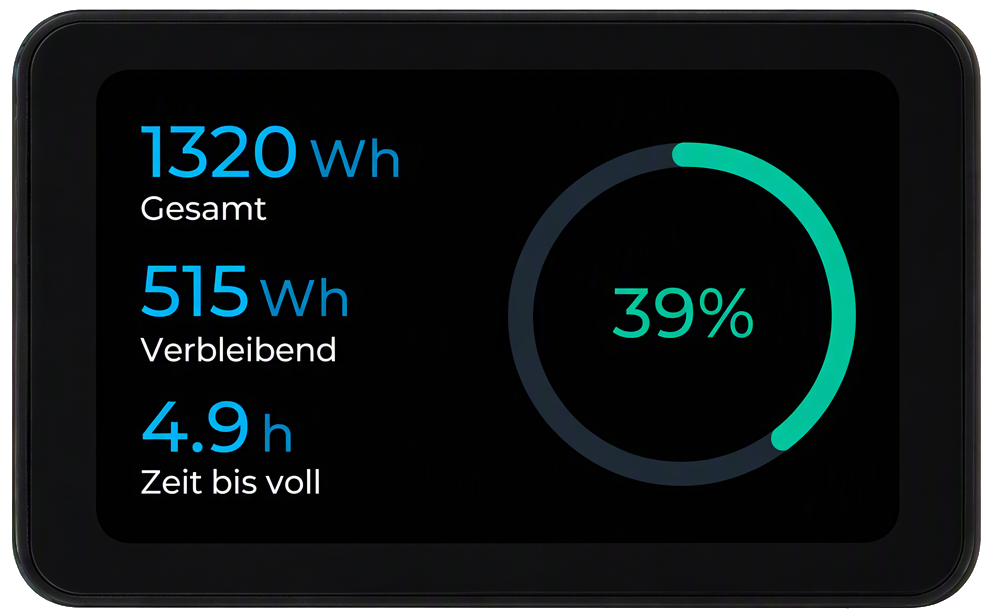 1320 Wh
Gesamt
515 Wh
Verbleibend
4.9 h
Zeit bis voll
39%